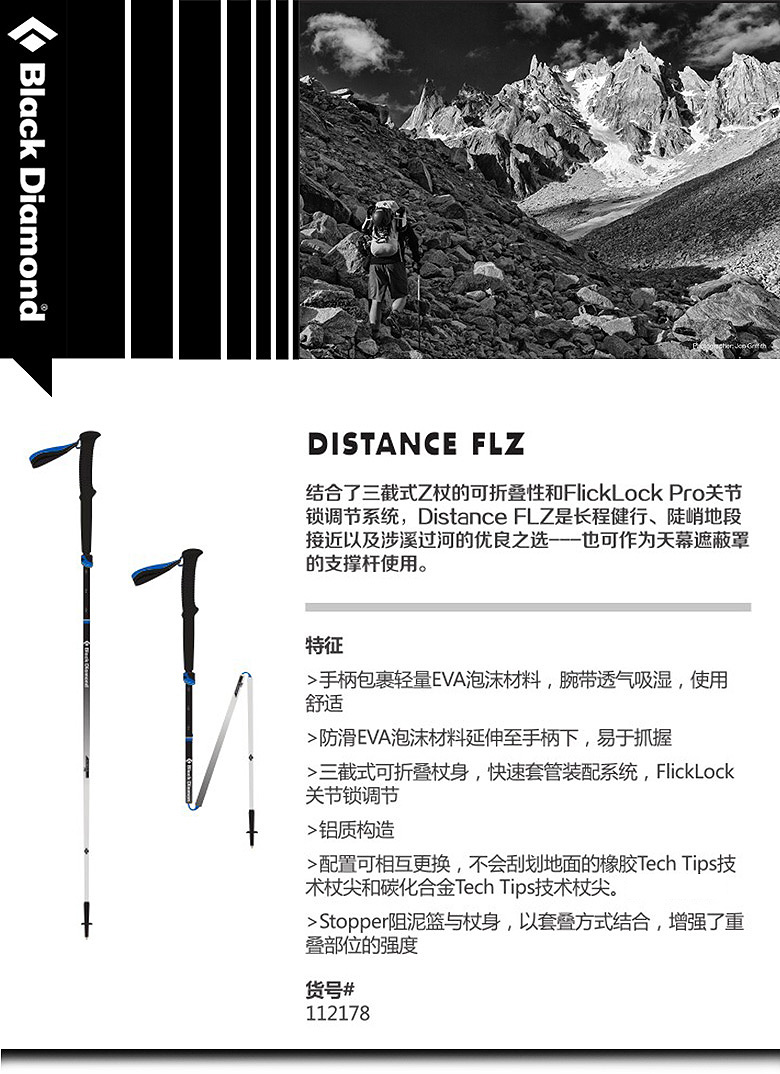 Black Diamond
Photographer: Jon Griffith
DISTANCE FLZ
结合了三截式Z杖的可折叠性和FlickLock Pro关节
锁调节系统，Distance FLZ是长程健行、陡峭地段
接近以及涉溪过河的优良之选---也可作为天幕遮蔽罩
的支撑杆使用。
特征
>手柄包裹轻量EVA泡沫材料，腕带透气吸湿，使用
舒适
>防滑EVA泡沫材料延伸至手柄下，易于抓握
>三截式可折叠杖身，快速套管装配系统，FlickLock
关节锁调节
>铝质构造
>配置可相互更换，不会刮划地面的橡胶Tech Tips技
术杖尖和碳化合金Tech Tips技术杖尖。
>Stopper阻泥篮与杖身，以套叠方式结合，增强了重
叠部位的强度
货号#
112178
Black Diamond
Black Diamond